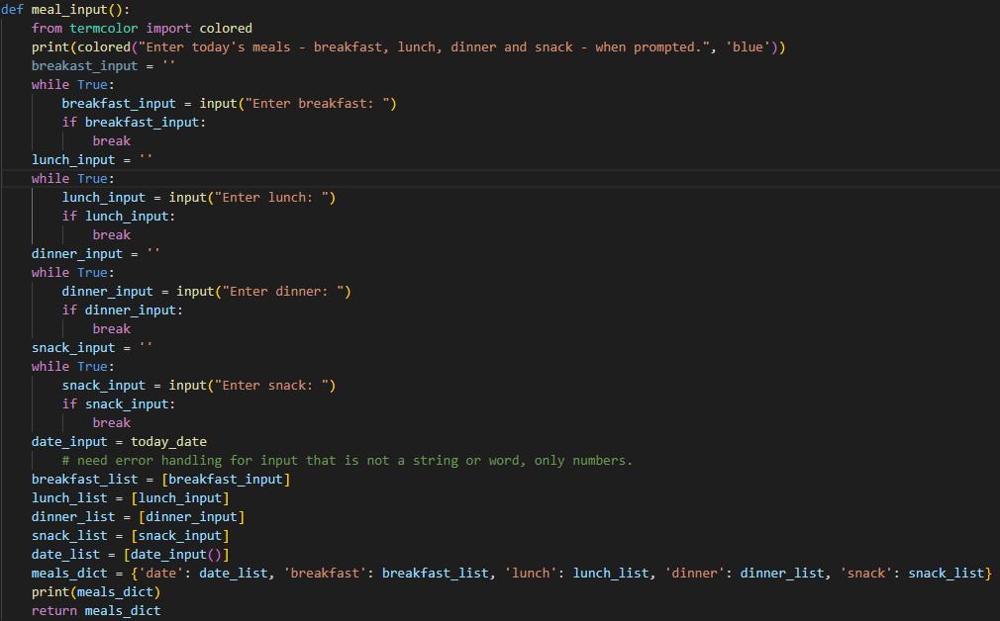 def meal_input():
    from termcolor import colored
    print(colored("Enter today's meals - breakfast, lunch, dinner and snack - when prompted.", 'blue'))
    breakast_input = ''
    while True:
        breakfast_input = input("Enter breakfast: ")
        if breakfast_input:
            break
    lunch_input = ''
    while True:
        lunch_input = input("Enter lunch: ")
        if lunch_input:
            break
    dinner_input = ''
    while True:
        dinner_input = input("Enter dinner: ")
        if dinner_input:
            break
    snack_input = ''
    while True:
        snack_input = input("Enter snack: ")
        if snack_input:
            break
    date_input = today_date
        # need error handling for input that is not a string or word, only numbers.
    breakfast_list = [breakfast_input]
    lunch_list = [lunch_input]
    dinner_list = [dinner_input]
    snack_list = [snack_input]
    date_list = [date_input()]
    meals_dict = {'date': date_list, 'breakfast': breakfast_list, 'lunch': lunch_list, 'dinner': dinner_list, 'snack': snack_list}
    print(meals_dict)
    return meals_dict